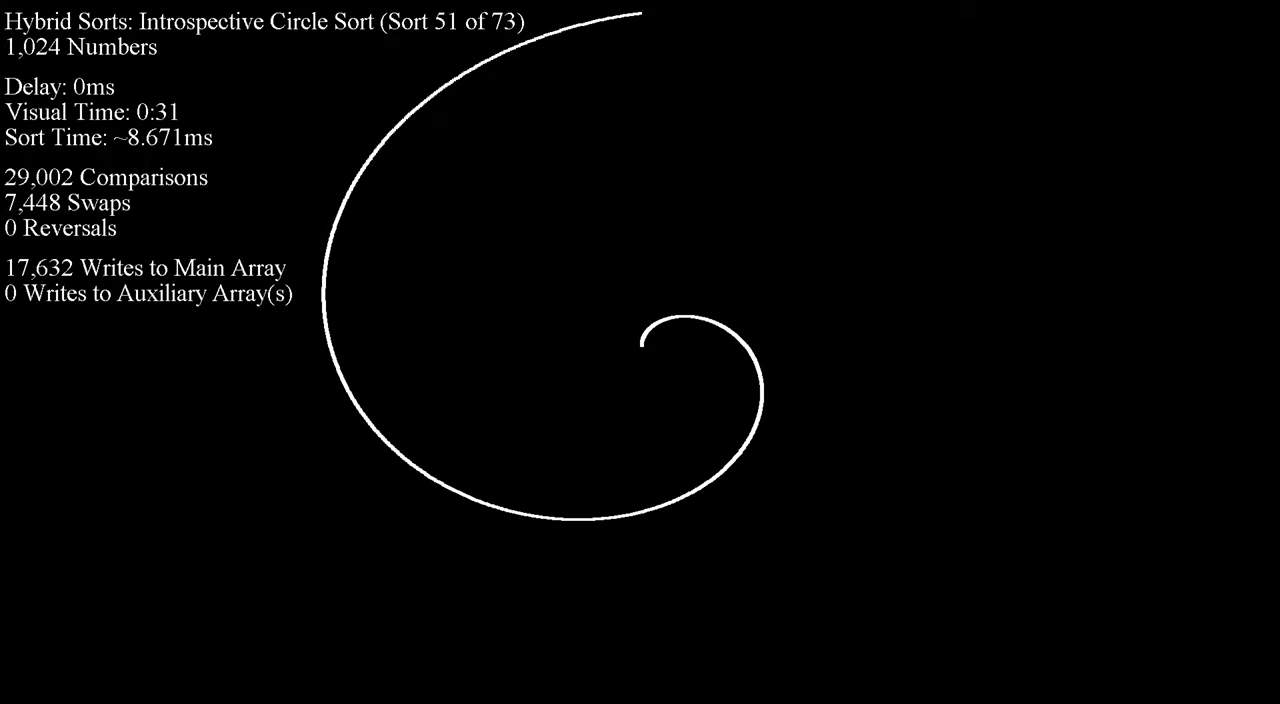 Hybrid Sorts: Introspective Circle Sort (Sort 51 of 73)
1,024 Numbers
Delay: 0ms
Visual Time: 0:31
Sort Time: ~8.671ms
29,002 Comparisons
7,448 Swaps
0 Reversals
17,632 Writes to Main Array
0 Writes to Auxiliary Array(s)